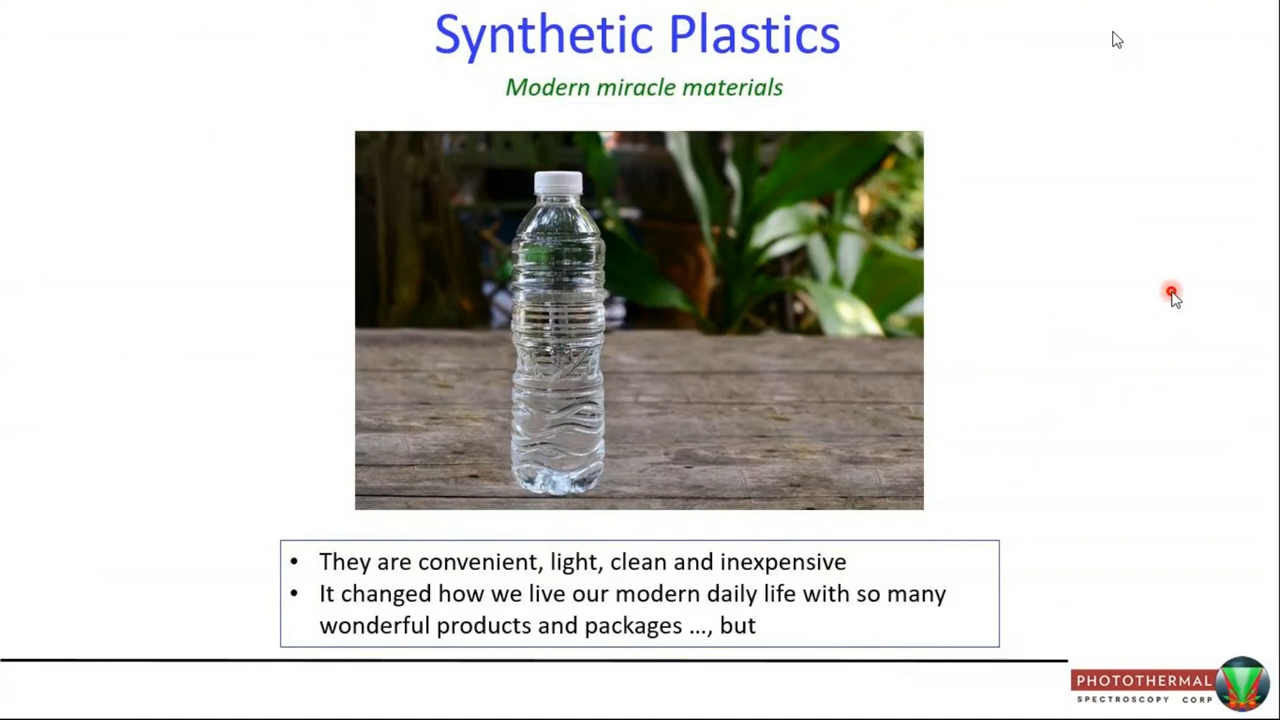 Synthetic Plastics
Modern miracle materials
• They are convenient, light, clean and inexpensive
• It changed how we live our modern daily life with so many
wonderful products and packages …, but
PHOTOTHERMAL
SPECTROSCOPY CORP